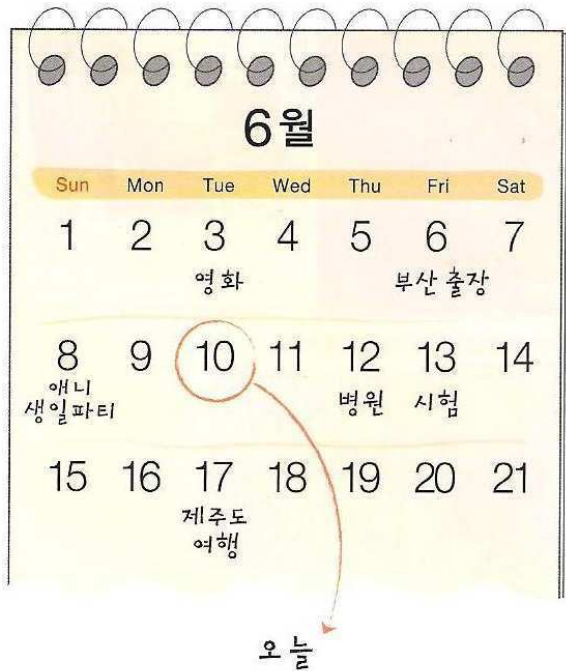 6월
Sun Mon Tue Wed Thu Fri Sat
1 2 3 4 5 6 7
영화 부산 출장
8 9 10 11 12 13 14
애니
생일파티 병원 시험
15 16 17 18 19 20 21
제주도
여행
오늘